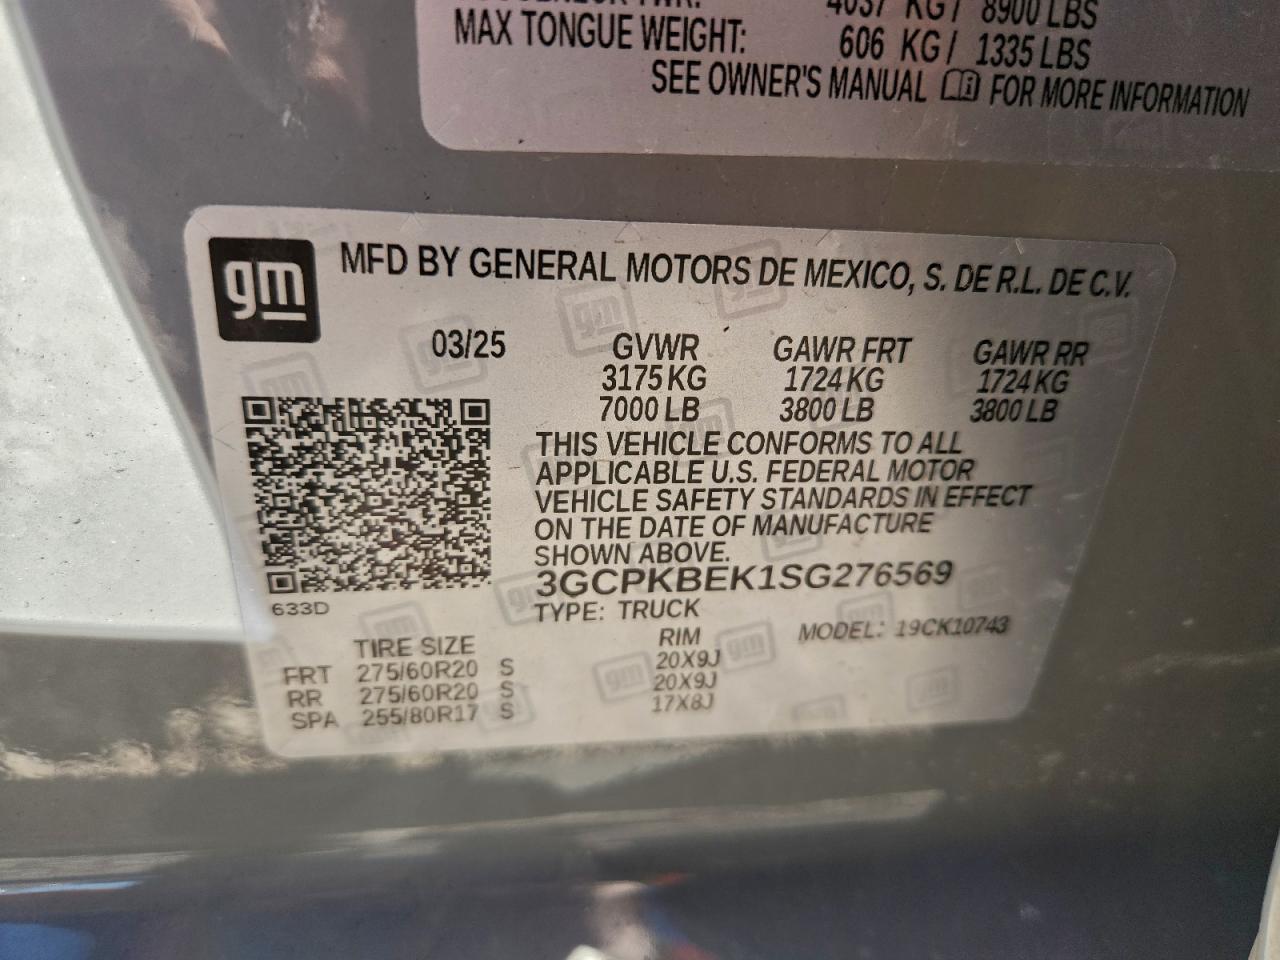 4037 KG / 8900 LBS
MAX TONGUE WEIGHT: 606 KG / 1335 LBS
SEE OWNER'S MANUAL FOR MORE INFORMATION
gm
MFD BY GENERAL MOTORS DE MEXICO, S. DE R.L. DE C.V.
03/25 GVWR GAWR FRT GAWR RR
3175 KG 1724 KG 1724 KG
7000 LB 3800 LB 3800 LB
THIS VEHICLE CONFORMS TO ALL
APPLICABLE U.S. FEDERAL MOTOR
VEHICLE SAFETY STANDARDS IN EFFECT
ON THE DATE OF MANUFACTURE
SHOWN ABOVE.
3GCPKBEK1SG276569
633D
TYPE: TRUCK
MODEL: 19CK10743
TIRE SIZE RIM
FRT 275/60R20 S 20X9J
RR 275/60R20 S 20X9J
SPA 255/80R17 S 17X8J